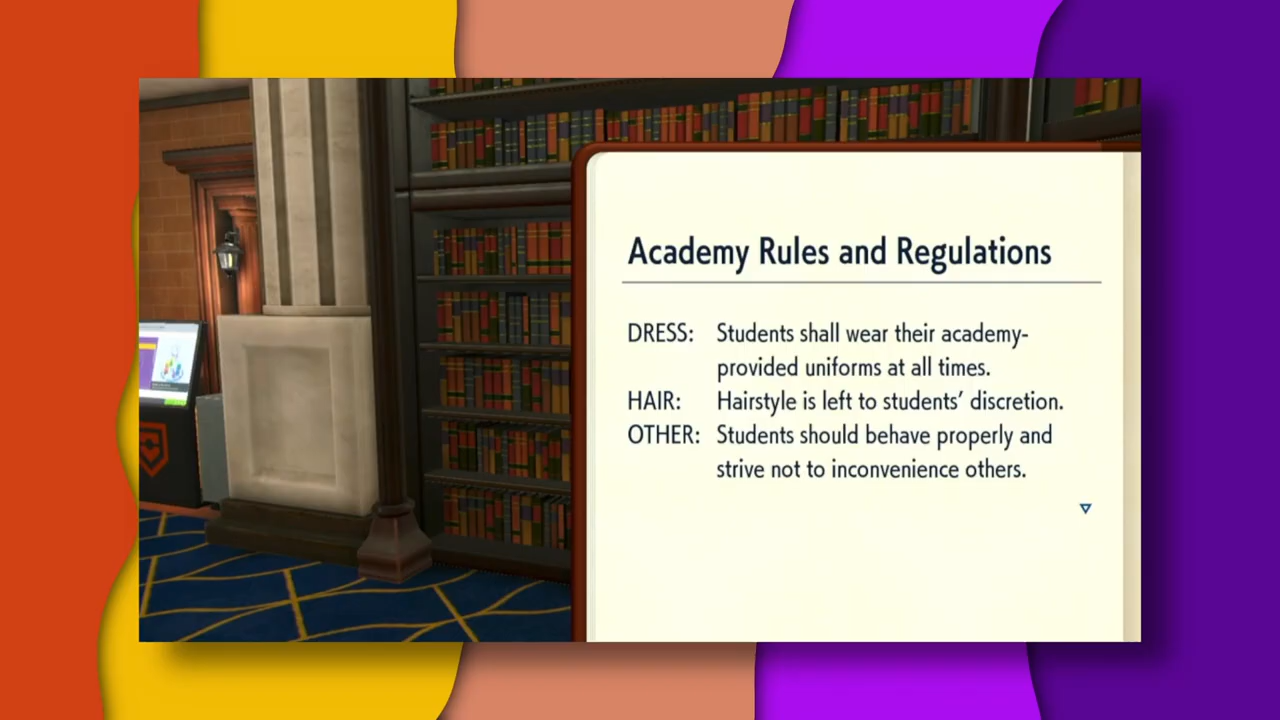 Academy Rules and Regulations
DRESS: Students shall wear their academy-
provided uniforms at all times.
HAIR: Hairstyle is left to students’ discretion.
OTHER: Students should behave properly and
strive not to inconvenience others.